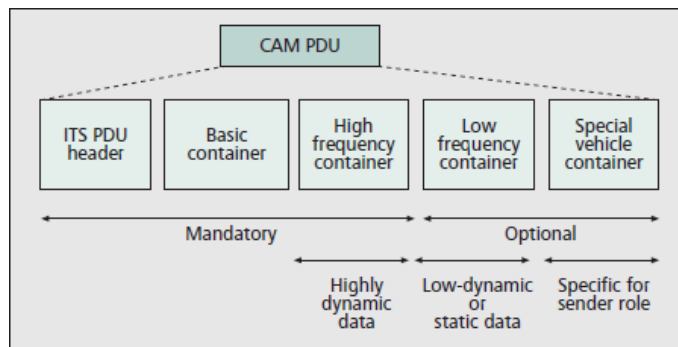 CAM PDU
ITS PDU
header
Basic
container
High
frequency
container
Low
frequency
container
Special
vehicle
container
Mandatory
Optional
Highly
dynamic
data
Low-dynamic
or
static data
Specific for
sender role